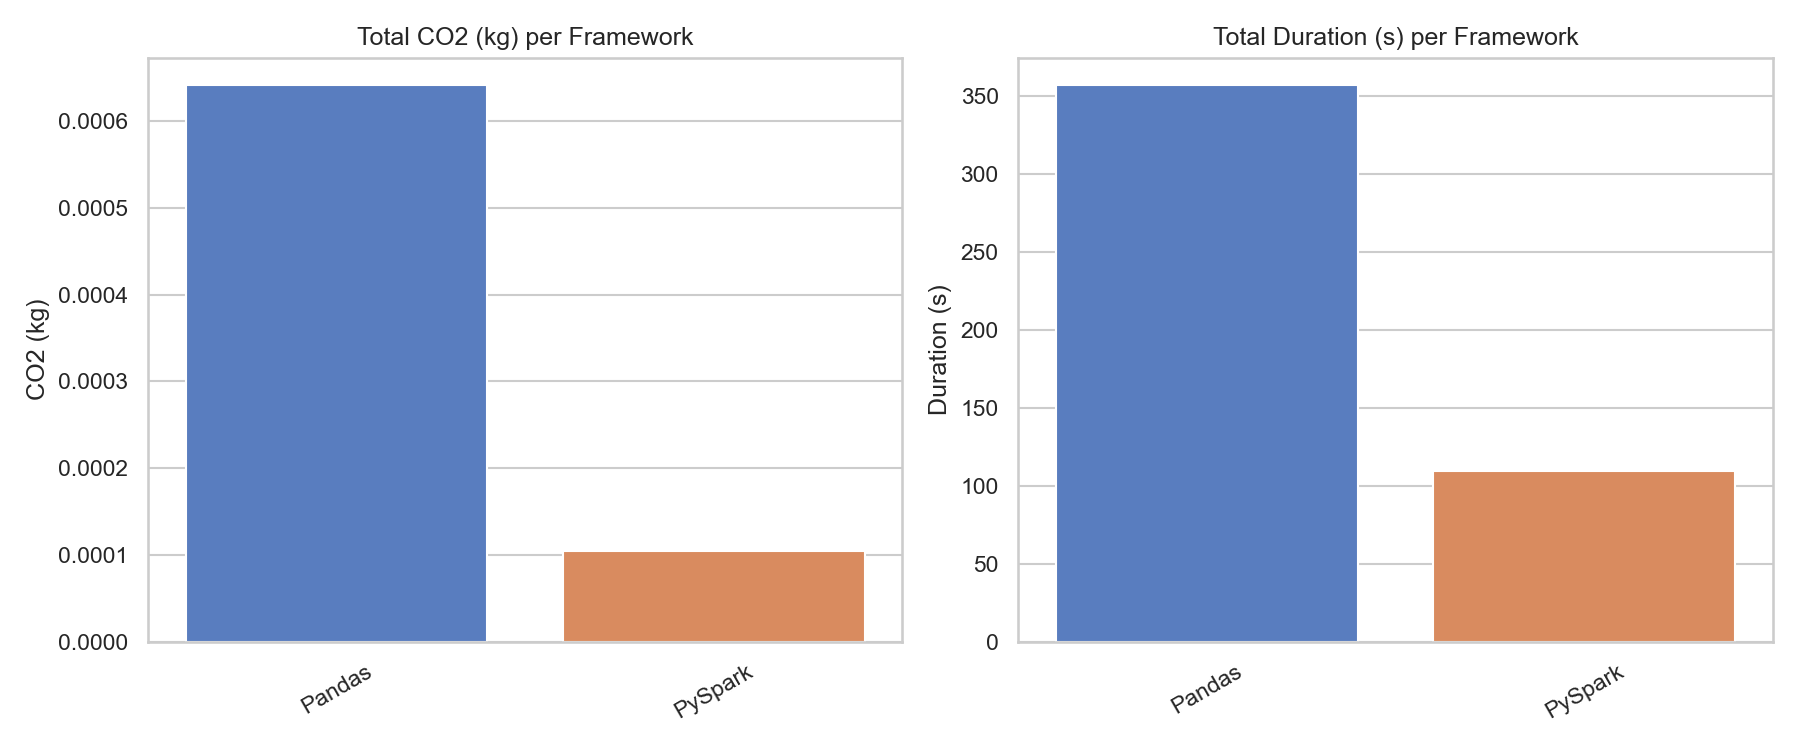 Total CO2 (kg) per Framework
CO2 (kg)
0.0006
0.0005
0.0004
0.0003
0.0002
0.0001
0.0000
Pandas
PySpark
Total Duration (s) per Framework
Duration (s)
350
300
250
200
150
100
50
0
Pandas
PySpark